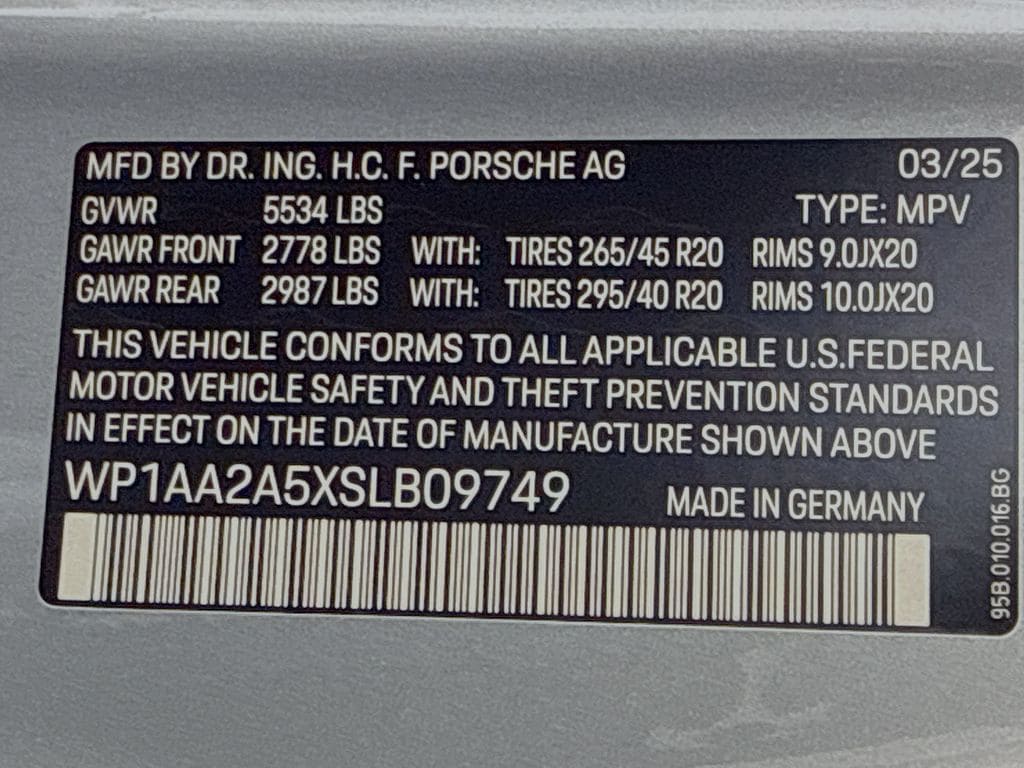 MFD BY DR. ING. H.C. F. PORSCHE AG 03/25
GVWR 5534 LBS TYPE: MPV
GAWR FRONT 2778 LBS WITH: TIRES 265/45 R20 RIMS 9.0JX20
GAWR REAR 2987 LBS WITH: TIRES 295/40 R20 RIMS 10.0JX20
THIS VEHICLE CONFORMS TO ALL APPLICABLE U.S.FEDERAL
MOTOR VEHICLE SAFETY AND THEFT PREVENTION STANDARDS
IN EFFECT ON THE DATE OF MANUFACTURE SHOWN ABOVE
WP1AA2A5XSLB09749 MADE IN GERMANY
95B.010.016.BG